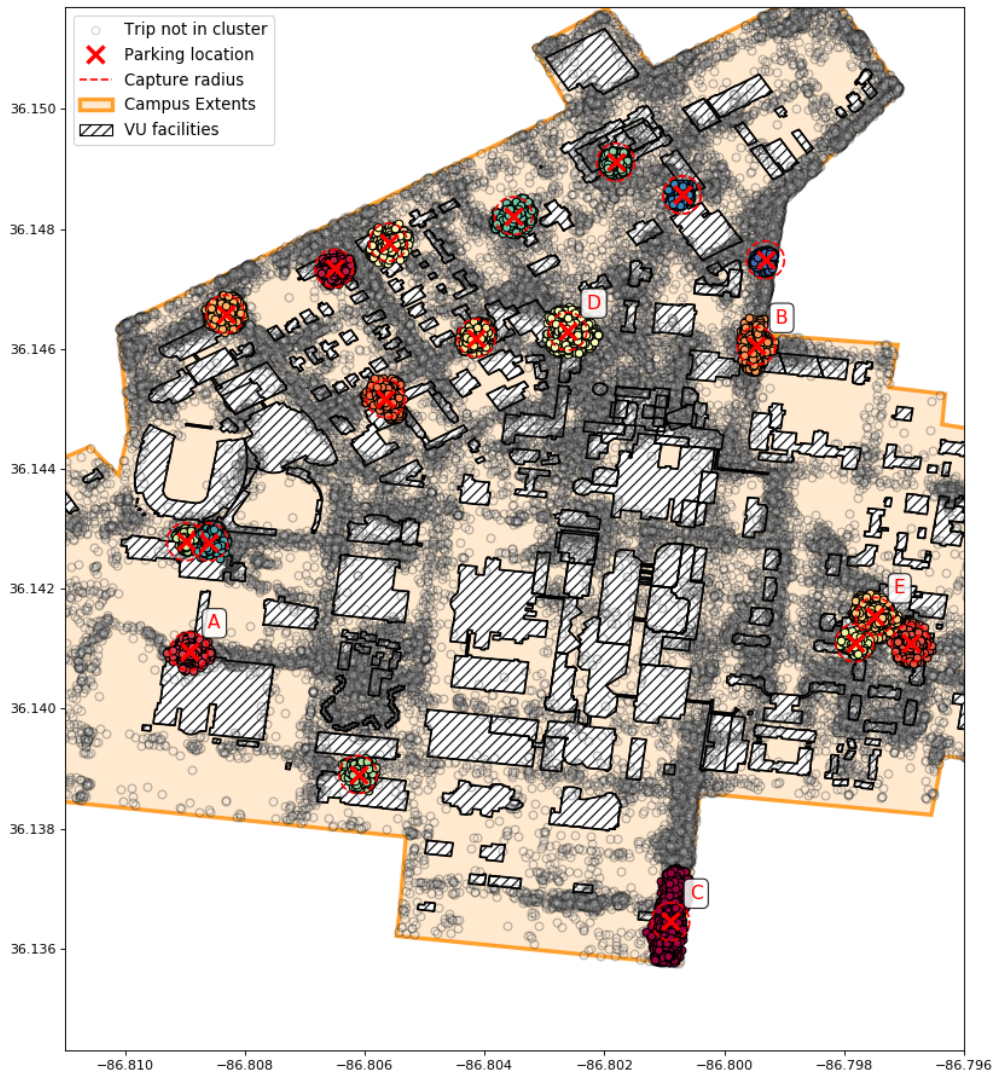 Trip not in cluster
Parking location
Capture radius
Campus Extents
VU facilities
36.150
36.148
36.146
36.144
36.142
36.140
36.138
36.136
D
B
E
A
C
−86.810
−86.808
−86.806
−86.804
−86.802
−86.800
−86.798
−86.796